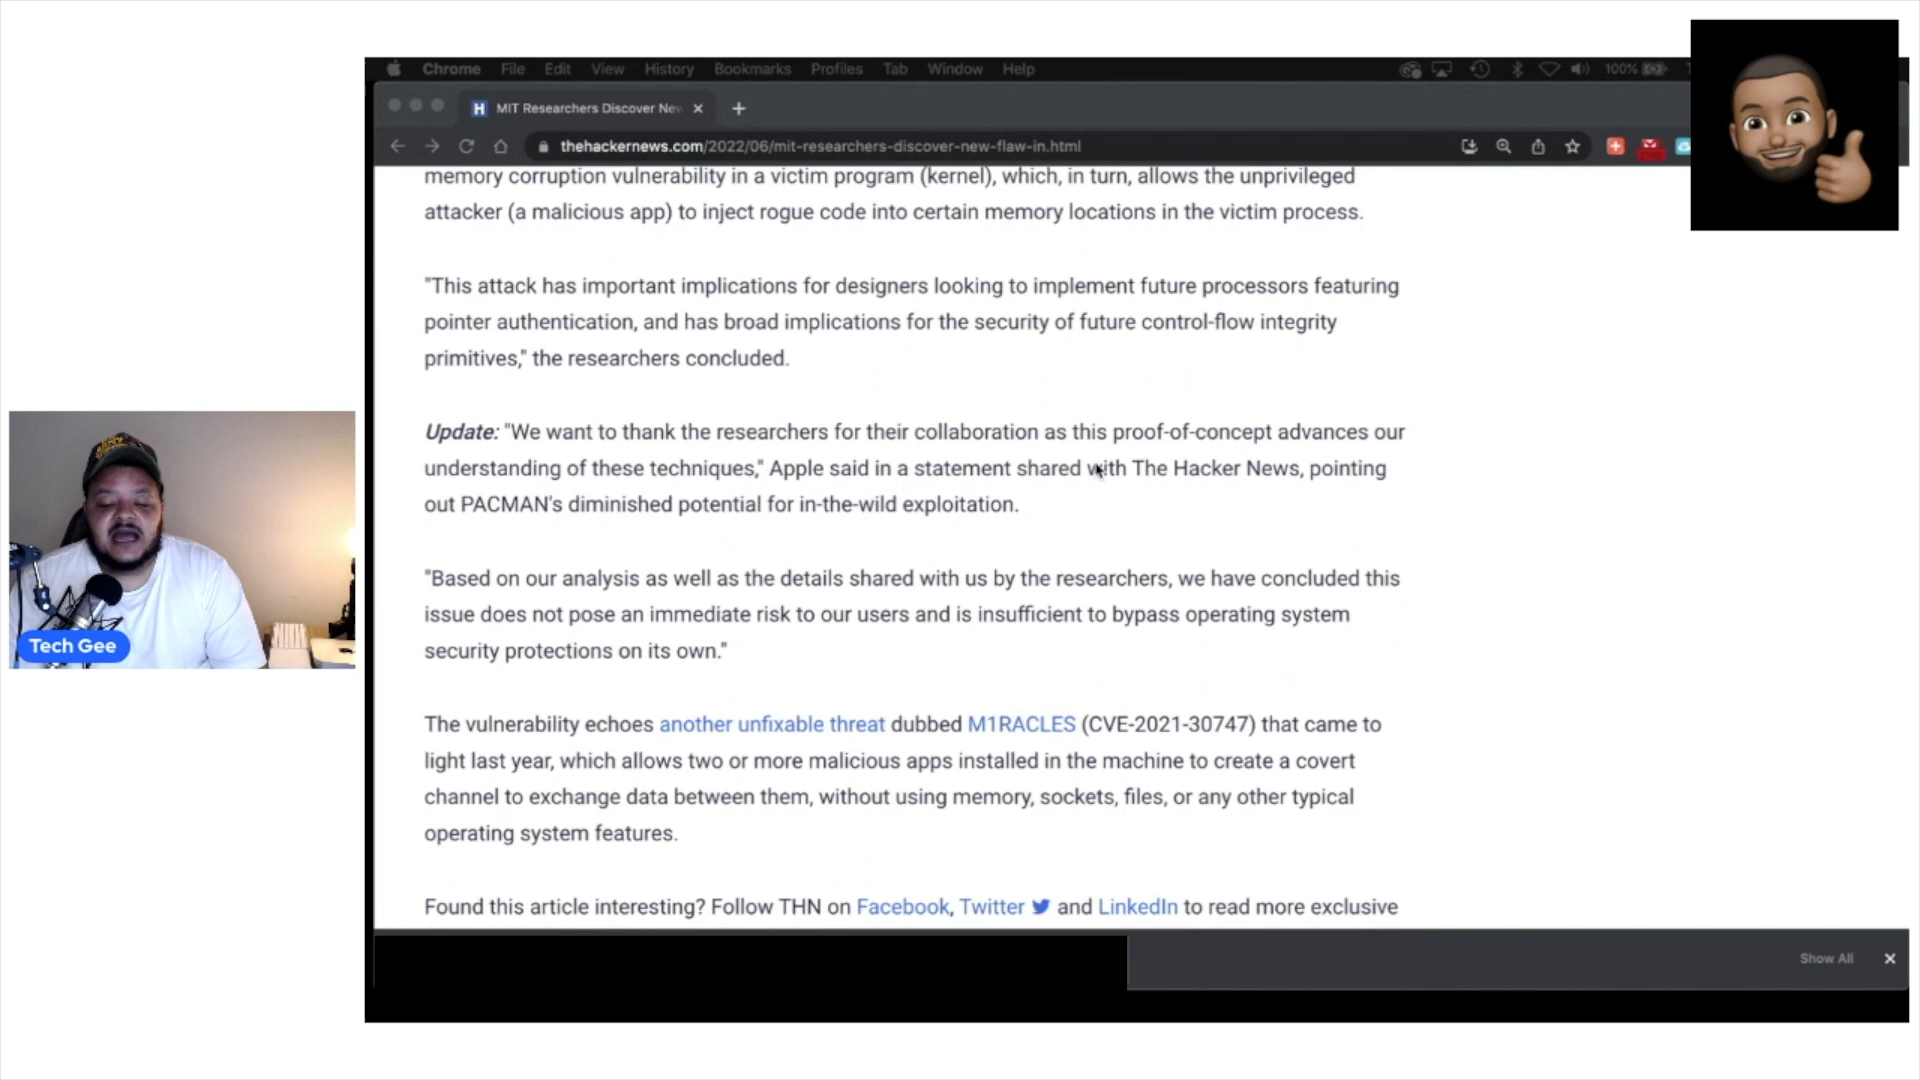 Chrome File Edit View History Bookmarks Profiles Tab Window Help 100%
MIT Researchers Discover New
thehackernews.com/2022/06/mit-researchers-discover-new-flaw-in.html
memory corruption vulnerability in a victim program (kernel), which, in turn, allows the unprivileged
attacker (a malicious app) to inject rogue code into certain memory locations in the victim process.
"This attack has important implications for designers looking to implement future processors featuring
pointer authentication, and has broad implications for the security of future control-flow integrity
primitives," the researchers concluded.
Update: "We want to thank the researchers for their collaboration as this proof-of-concept advances our
understanding of these techniques," Apple said in a statement shared with The Hacker News, pointing
out PACMAN's diminished potential for in-the-wild exploitation.
"Based on our analysis as well as the details shared with us by the researchers, we have concluded this
issue does not pose an immediate risk to our users and is insufficient to bypass operating system
security protections on its own."
The vulnerability echoes another unfixable threat dubbed M1RACLES (CVE-2021-30747) that came to
light last year, which allows two or more malicious apps installed in the machine to create a covert
channel to exchange data between them, without using memory, sockets, files, or any other typical
operating system features.
Found this article interesting? Follow THN on Facebook, Twitter and LinkedIn to read more exclusive
Show All
Tech Gee